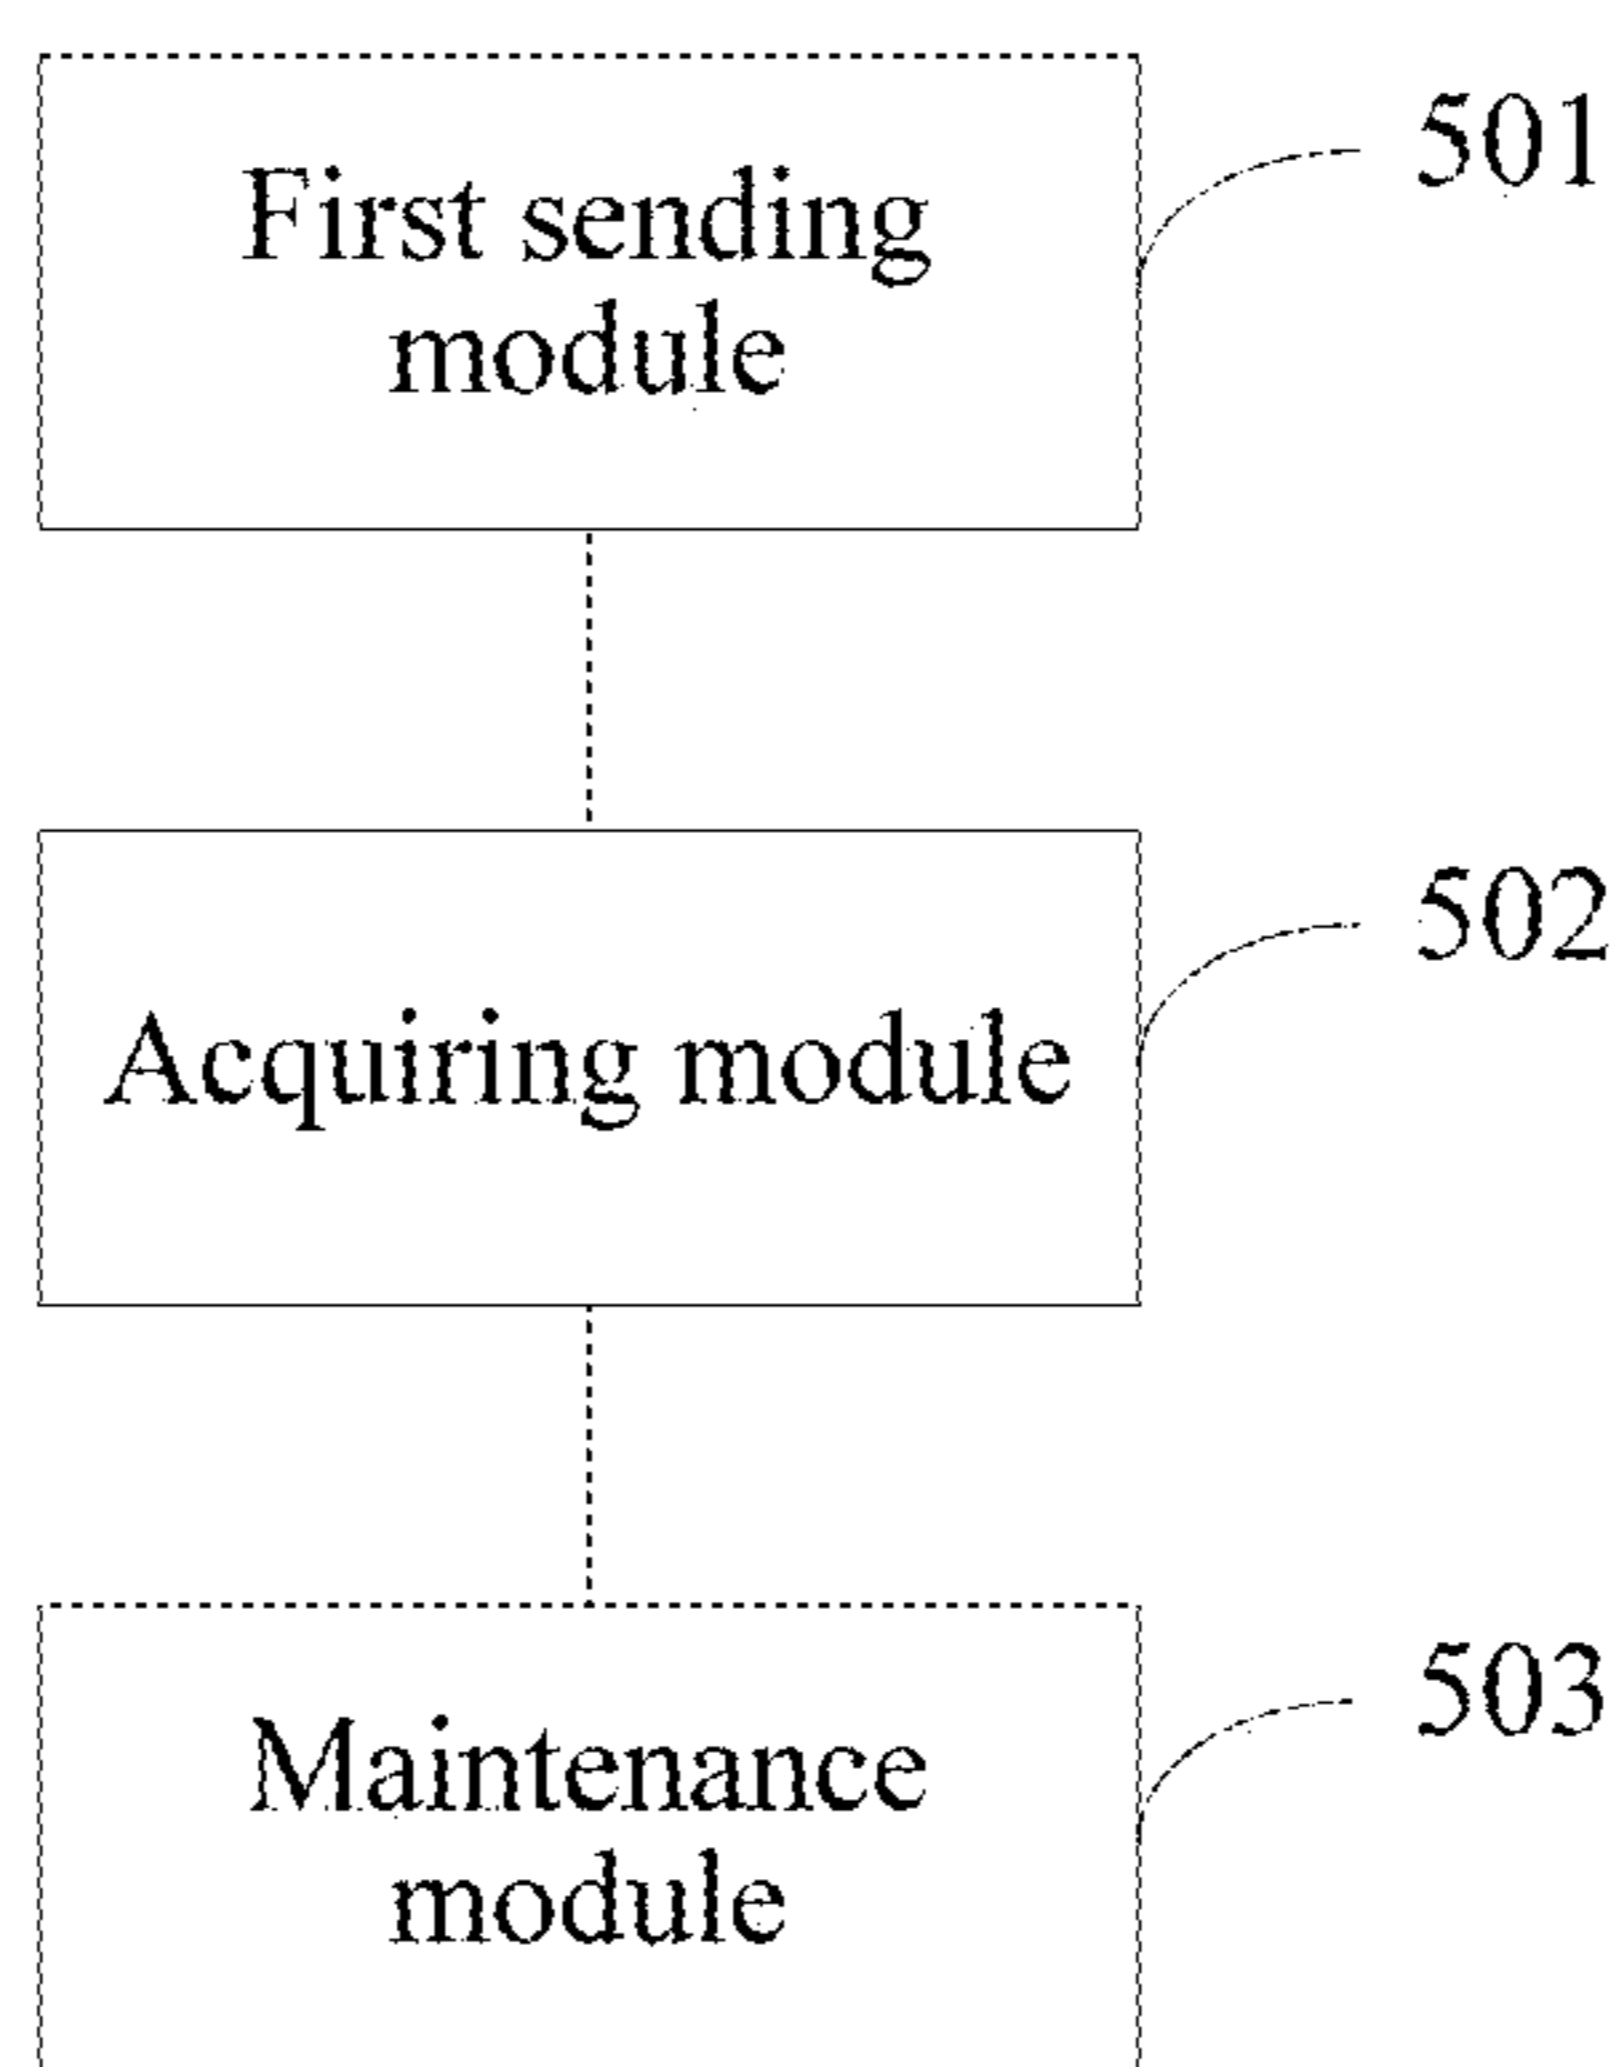 First sending
module
501
Acquiring module
502
Maintenance
module
503